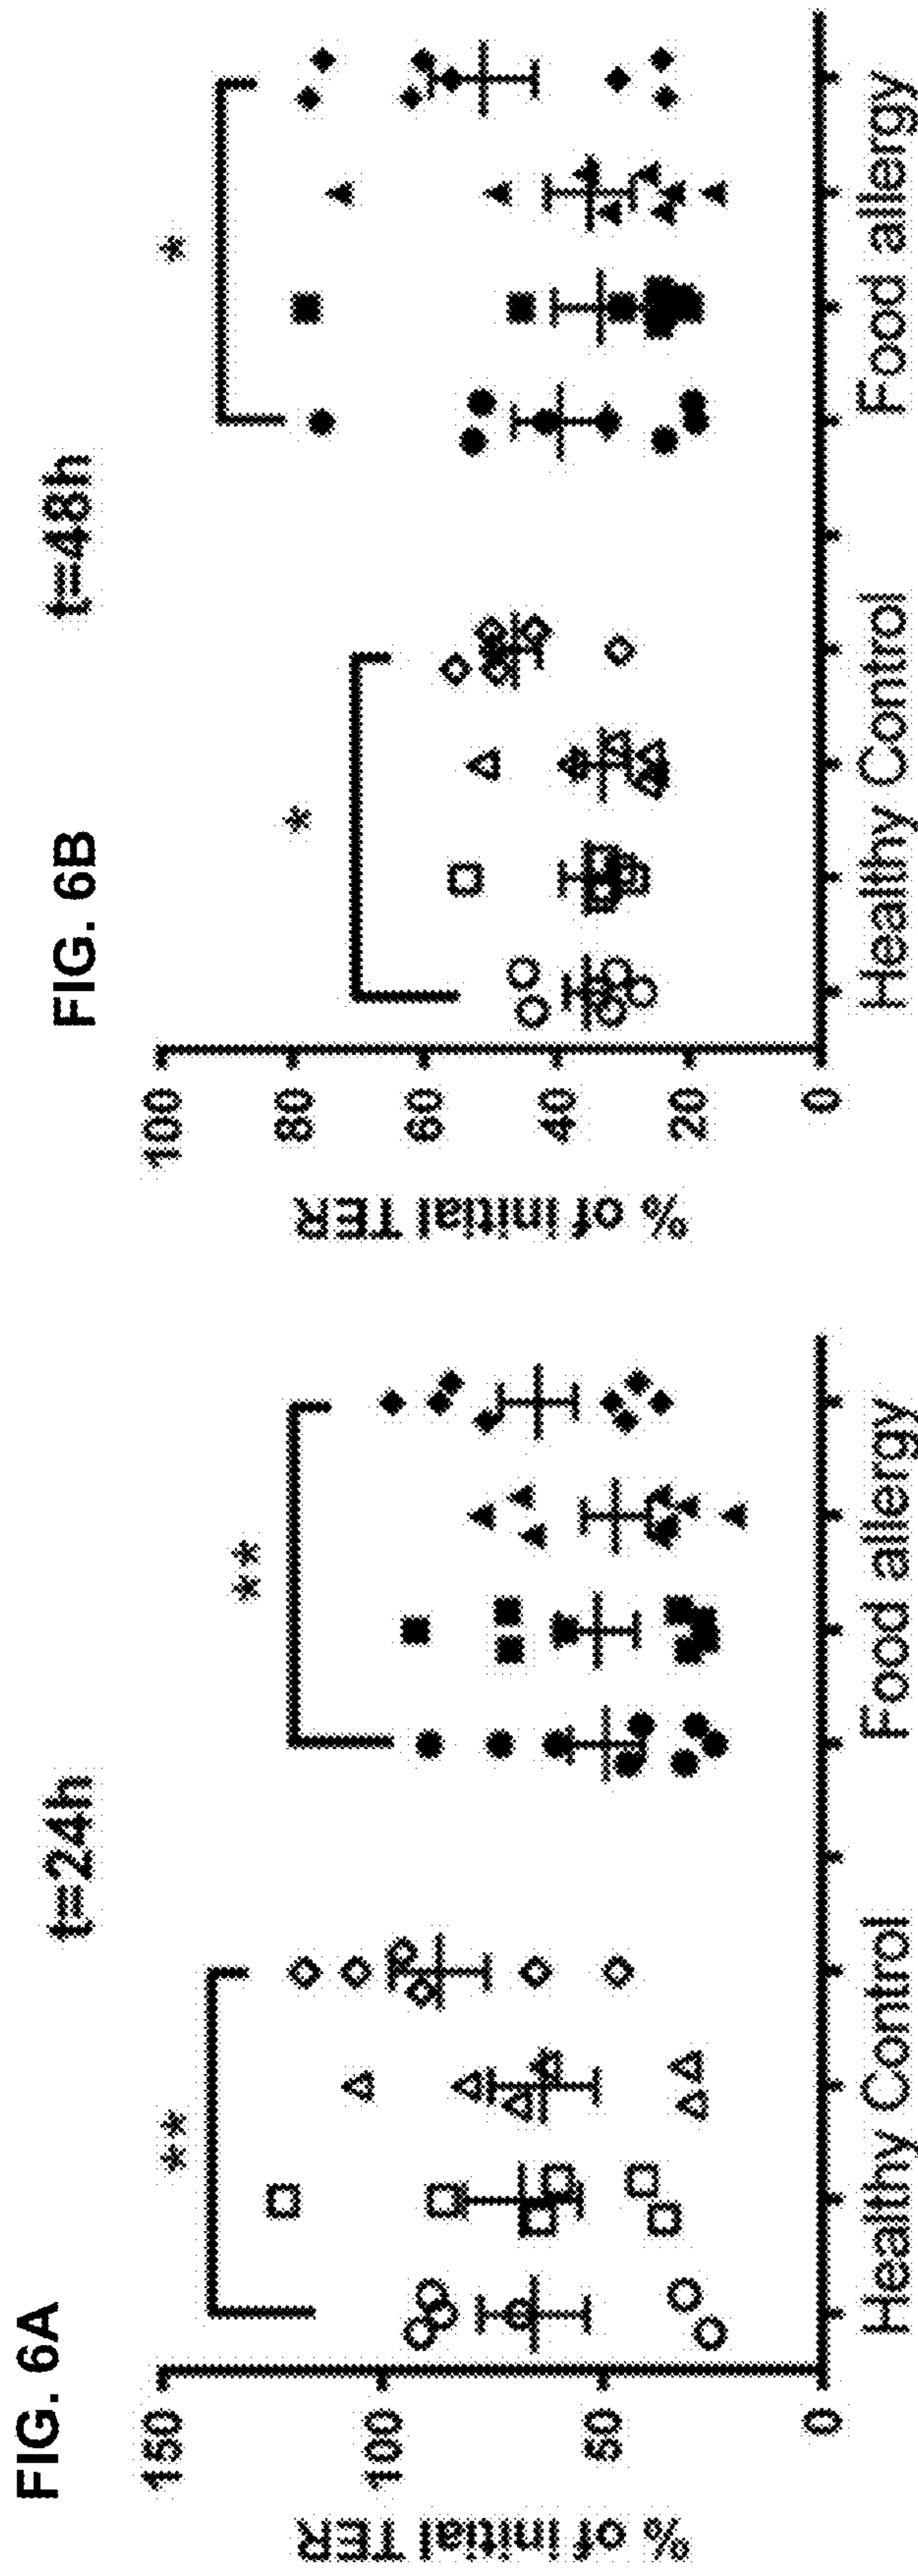 FIG. 6A
t=24h
**
**
% of initial TER
150
100
50
0
Healthy Control
Food allergy
FIG. 6B
t=48h
*
*
% of initial TER
100
80
60
40
20
0
Healthy Control
Food allergy